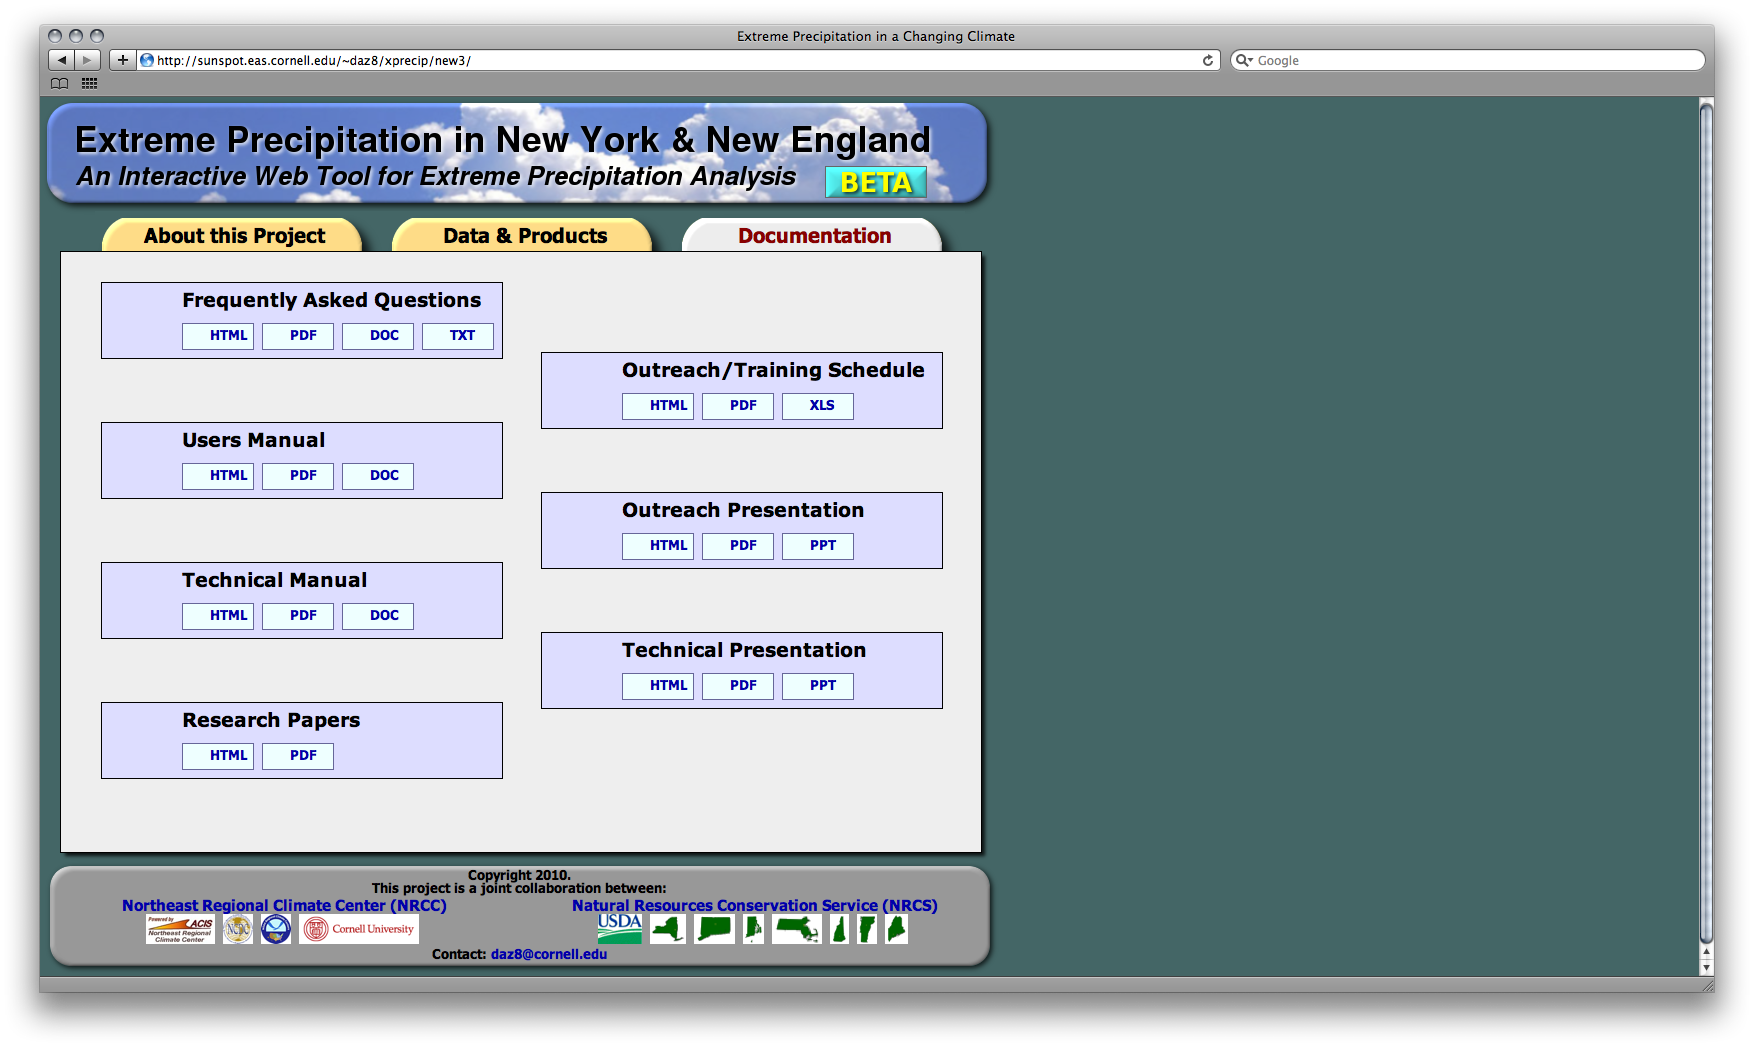 Extreme Precipitation in a Changing Climate
http://sunspot.eas.cornell.edu/~daz8/xprecip/new3/
Google
Extreme Precipitation in New York & New England
An Interactive Web Tool for Extreme Precipitation Analysis
BETA
About this Project
Data & Products
Documentation
Frequently Asked Questions
HTML PDF DOC TXT
Outreach/Training Schedule
HTML PDF XLS
Users Manual
HTML PDF DOC
Outreach Presentation
HTML PDF PPT
Technical Manual
HTML PDF DOC
Technical Presentation
HTML PDF PPT
Research Papers
HTML PDF
Copyright 2010.
This project is a joint collaboration between:
Northeast Regional Climate Center (NRCC)
Natural Resources Conservation Service (NRCS)
Powered by ACIS
Northeast Regional
Climate Center
NCDC
Cornell University
USDA
Contact: daz8@cornell.edu